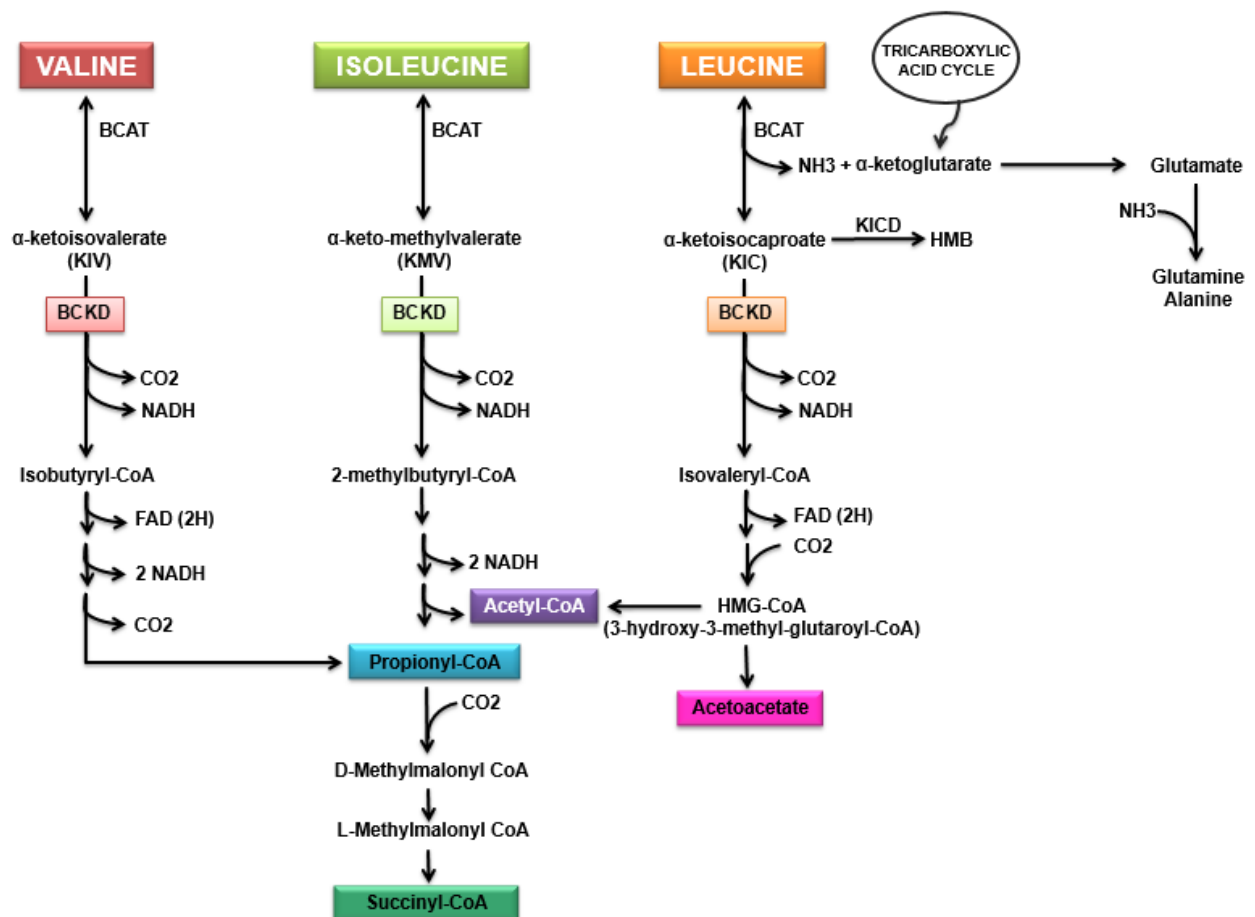 VALINE
ISOLEUCINE
LEUCINE
TRICARBOXYLIC
ACID CYCLE
BCAT
BCAT
BCAT
NH3 + α-ketoglutarate
Glutamate
NH3
Glutamine
Alanine
α-ketoisovalerate
(KIV)
α-keto-methylvalerate
(KMV)
α-ketoisocaproate
(KIC)
KICD
HMB
BCKD
BCKD
BCKD
CO2
NADH
CO2
NADH
CO2
NADH
Isobutyryl-CoA
2-methylbutyryl-CoA
Isovaleryl-CoA
FAD (2H)
2 NADH
CO2
2 NADH
FAD (2H)
CO2
Acetyl-CoA
HMG-CoA
(3-hydroxy-3-methyl-glutaroyl-CoA)
Propionyl-CoA
Acetoacetate
CO2
D-Methylmalonyl CoA
L-Methylmalonyl CoA
Succinyl-CoA